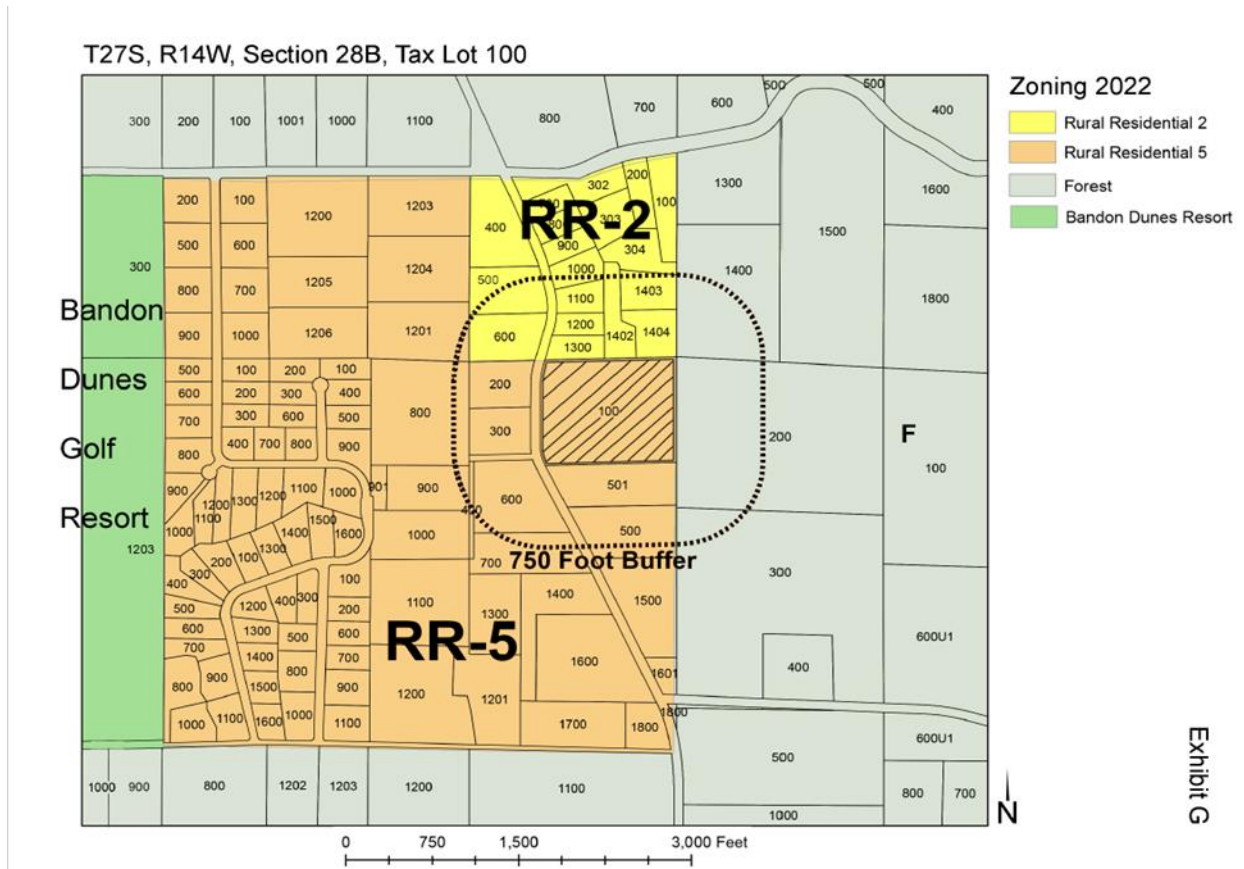 T27S, R14W, Section 28B, Tax Lot 100
Zoning 2022
Rural Residential 2
Rural Residential 5
Forest
Bandon Dunes Resort
300 200 100 1001 1000 1100 800 700 600 500 500 400
200 100 1200 1203 400 302 200 100 1300 1500 1600
RR-2
303
500 600 1204 900 304
300 800 700 1205 500 1000 1403 1400 1800
1100
Bandon
900 1000 1206 1201 600 1200 1402 1404
1300
500 100 200 100 200
Dunes
600 200 300 400 800 100 200 F 100
700 300 600 500 300
Golf
800 400 700 800 900
900 1200 1300 1200 1100 1000 901 900 400 600 501
1100
Resort
1203 1000 1400 1500 1600 1000 500
750 Foot Buffer
400 300 200 100 1300 100 700 300
500 1200 400 300 200 1100 1300 1400 1500
600 1300 500 600 600U1
RR-5
700 1400 700 1600
800 900 800 1601 400
1500 900 1200 1201
1000 1100 1600 1000 1100 1700 1800 1800 600U1
500
1000 900 800 1202 1203 1200 1100 800 700
1000
N
0 750 1,500 3,000 Feet
Exhibit G